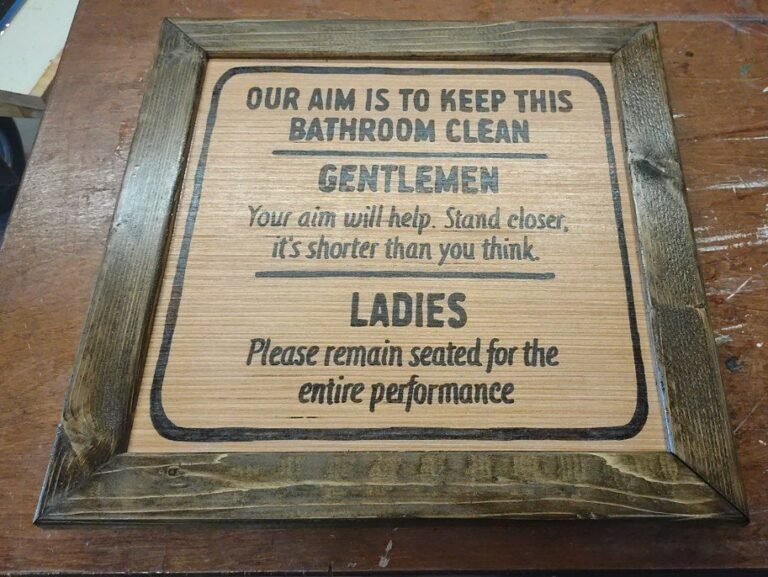 OUR AIM IS TO KEEP THIS
BATHROOM CLEAN
GENTLEMEN
Your aim will help. Stand closer,
it's shorter than you think.
LADIES
Please remain seated for the
entire performance